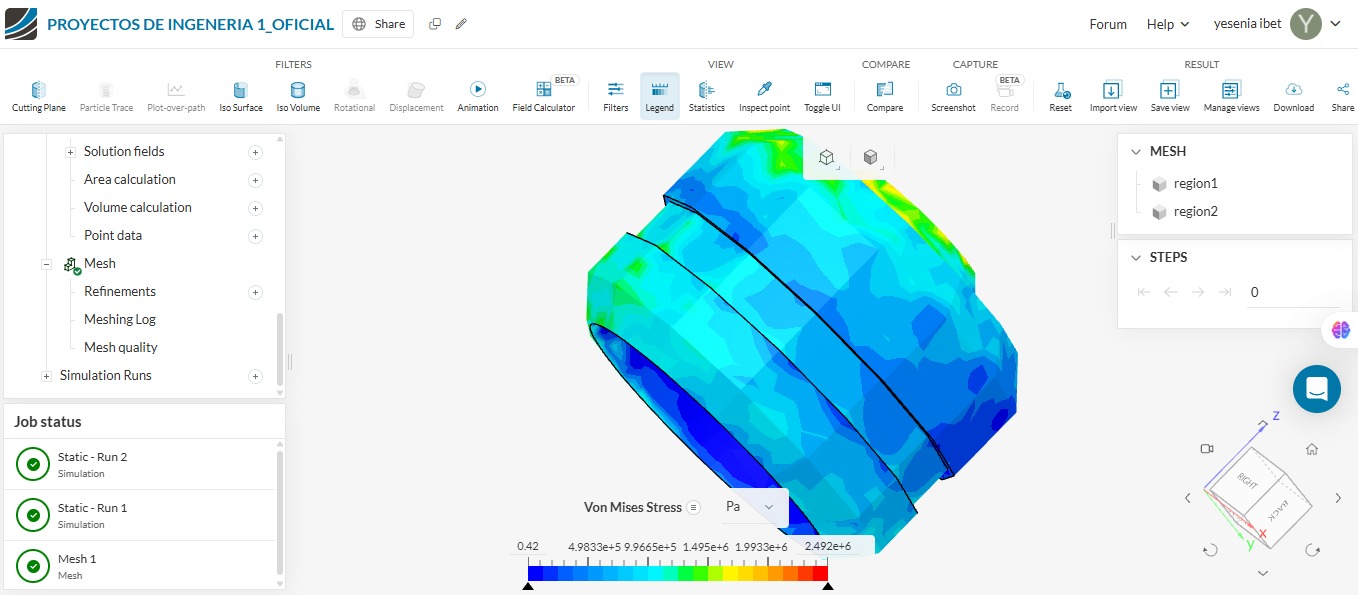 PROYECTOS DE INGENERIA 1_OFICIAL
Share
Forum
Help
yesenia ibet
Y
FILTERS
VIEW
COMPARE
CAPTURE
RESULT
BETA
BETA
Cutting Plane
Particle Trace
Plot-over-path
Iso Surface
Iso Volume
Rotational
Displacement
Animation
Field Calculator
Filters
Legend
Statistics
Inspect point
Toggle UI
Compare
Screenshot
Record
Reset
Import view
Save view
Manage views
Download
Share
Solution fields
Area calculation
Volume calculation
Point data
Mesh
Refinements
Meshing Log
Mesh quality
Simulation Runs
Job status
Static - Run 2
Simulation
Static - Run 1
Simulation
Mesh 1
Mesh
Von Mises Stress
Pa
0.42 4.9833e+5 9.9665e+5 1.495e+6 1.9933e+6 2.492e+6
MESH
region1
region2
STEPS
0
Z
RIGHT
BACK
X
Y